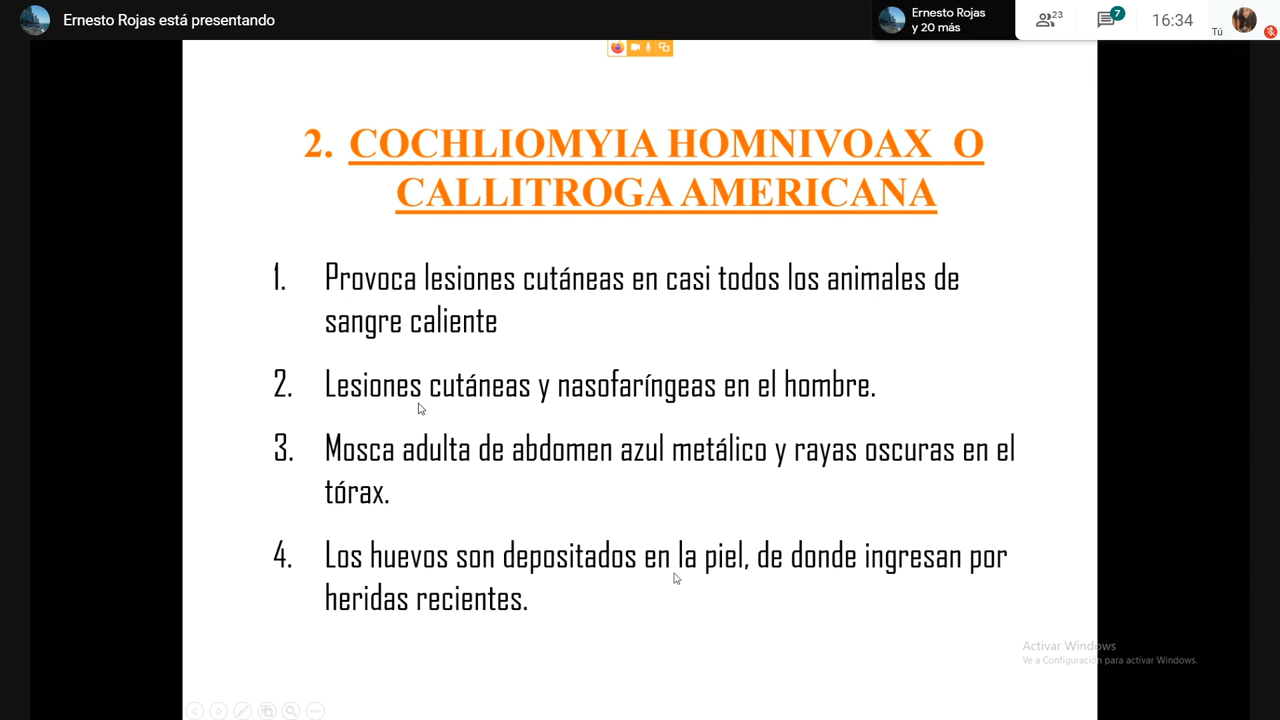 Ernesto Rojas está presentando
Ernesto Rojas
y 20 más
23
7
16:34
Tú
2. COCHLIOMYIA HOMNIVOAX O
CALLITROGA AMERICANA
1. Provoca lesiones cutáneas en casi todos los animales de
sangre caliente
2. Lesiones cutáneas y nasofaríngeas en el hombre.
3. Mosca adulta de abdomen azul metálico y rayas oscuras en el
tórax.
4. Los huevos son depositados en la piel, de donde ingresan por
heridas recientes.
Activar Windows
Ve a Configuración para activar Windows.